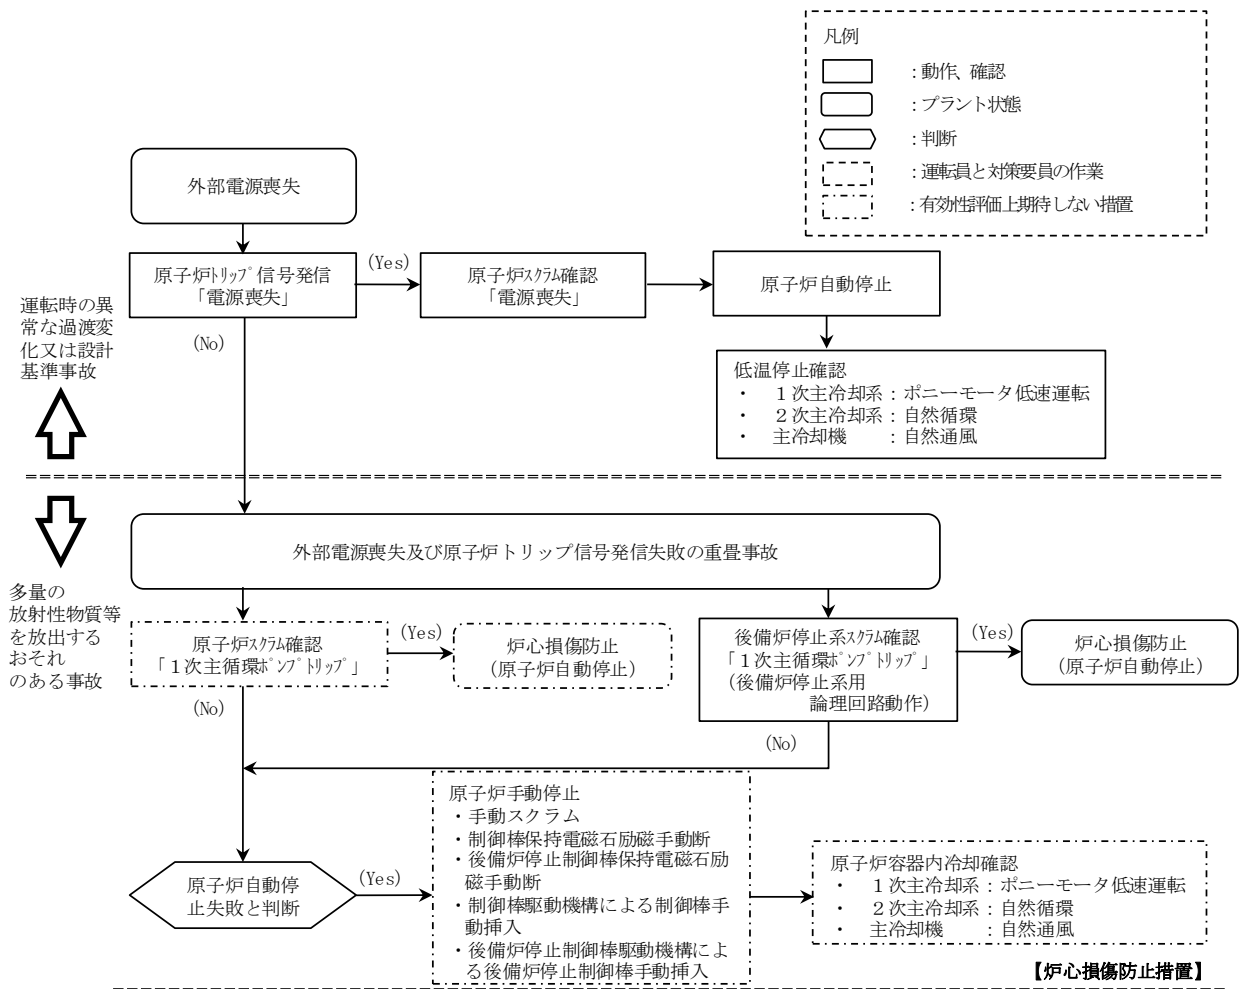 凡例
：動作、確認
：プラント状態
：判断
：運転員と対策要員の作業
：有効性評価上期待しない措置
外部電源喪失
原子炉ﾄﾘｯﾌﾟ信号発信
「電源喪失」
(Yes)
原子炉ｽｸﾗﾑ確認
「電源喪失」
原子炉自動停止
(No)
運転時の異
常な過渡変
化又は設計
基準事故
低温停止確認
・　１次主冷却系：ポニーモータ低速運転
・　２次主冷却系：自然循環
・　主冷却機　　：自然通風
外部電源喪失及び原子炉トリップ信号発信失敗の重畳事故
多量の
放射性物質等
を放出する
おそれ
のある事故
原子炉ｽｸﾗﾑ確認
「１次主循環ﾎﾟﾝﾌﾟﾄﾘｯﾌﾟ」
(Yes)
炉心損傷防止
(原子炉自動停止)
後備炉停止系ｽｸﾗﾑ確認
「１次主循環ﾎﾟﾝﾌﾟﾄﾘｯﾌﾟ」
(後備炉停止系用
論理回路動作)
(Yes)
炉心損傷防止
(原子炉自動停止)
(No)
(No)
原子炉自動停
止失敗と判断
(Yes)
原子炉手動停止
・手動スクラム
・制御棒保持電磁石励磁手動断
・後備炉停止制御棒保持電磁石励
磁手動断
・制御棒駆動機構による制御棒手
動挿入
・後備炉停止制御棒駆動機構によ
る後備炉停止制御棒手動挿入
原子炉容器内冷却確認
・　１次主冷却系：ポニーモータ低速運転
・　２次主冷却系：自然循環
・　主冷却機　　：自然通風
【炉心損傷防止措置】